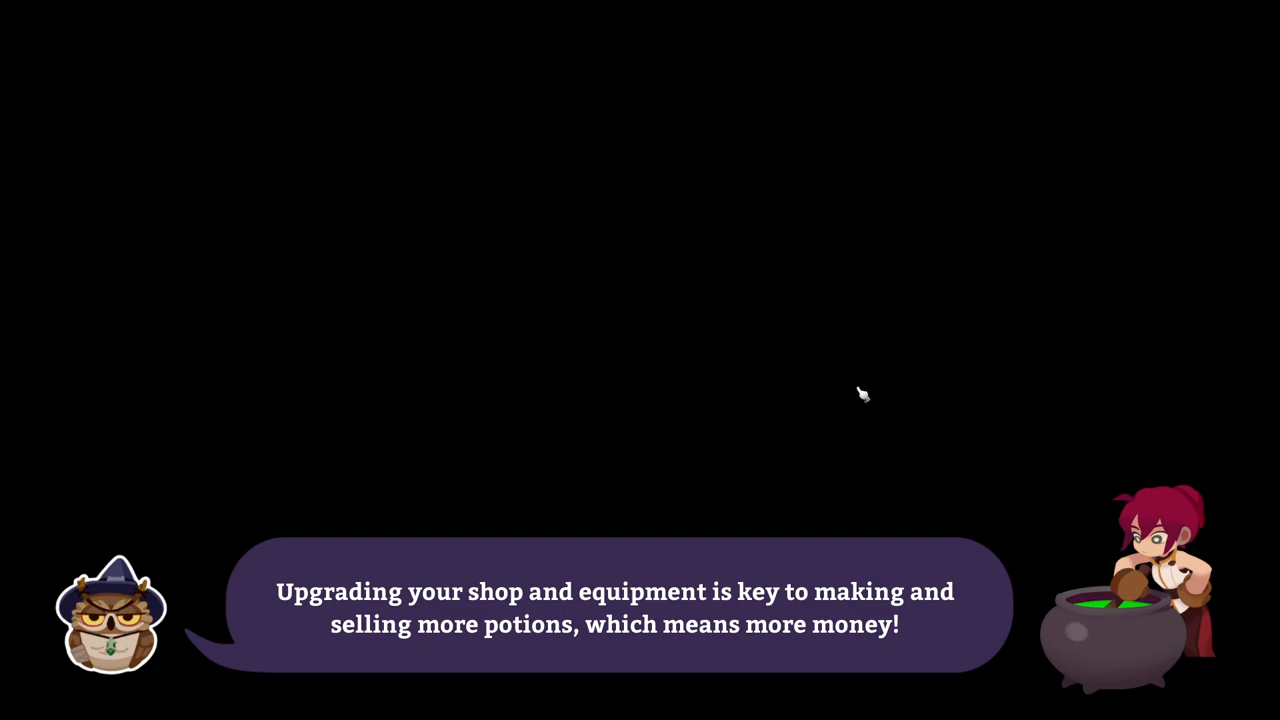 Upgrading your shop and equipment is key to making and
selling more potions, which means more money!